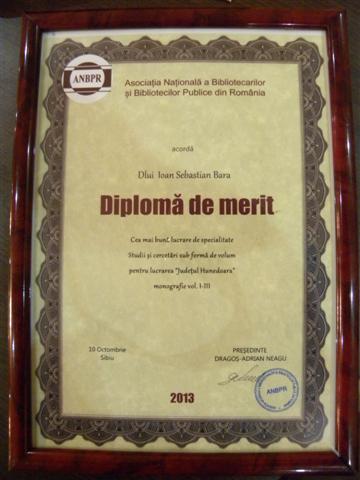 ANBPR
Asociația Națională a Bibliotecarilor
și Bibliotecilor Publice din România
acordă
Dlui Ioan Sebastian Bara
Diplomă de merit
Cea mai bunL lucrare de specialitate
Studii și cercetări sub formă de volum
pentru lucrarea "Județul Hunedoara"
monografie vol. I-III
10 Octombrie
Sibiu
PREȘEDINTE
DRAGOS-ADRIAN NEAGU
ANBPR
2013